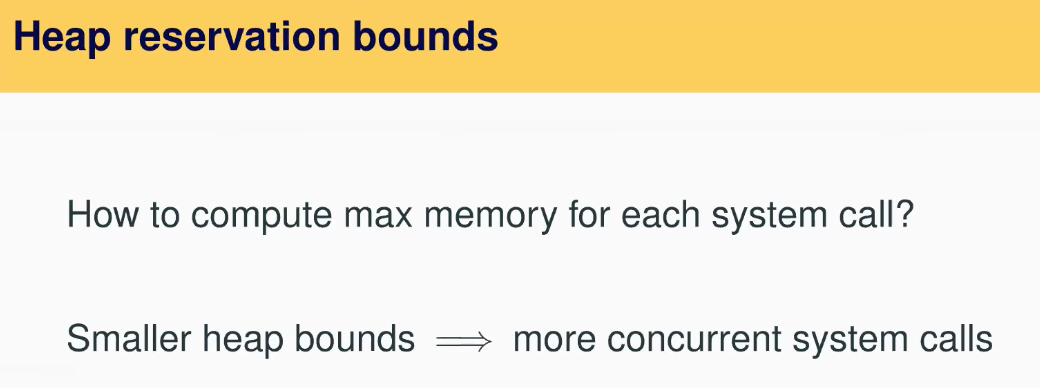 Heap reservation bounds
How to compute max memory for each system call?
Smaller heap bounds ⟹ more concurrent system calls